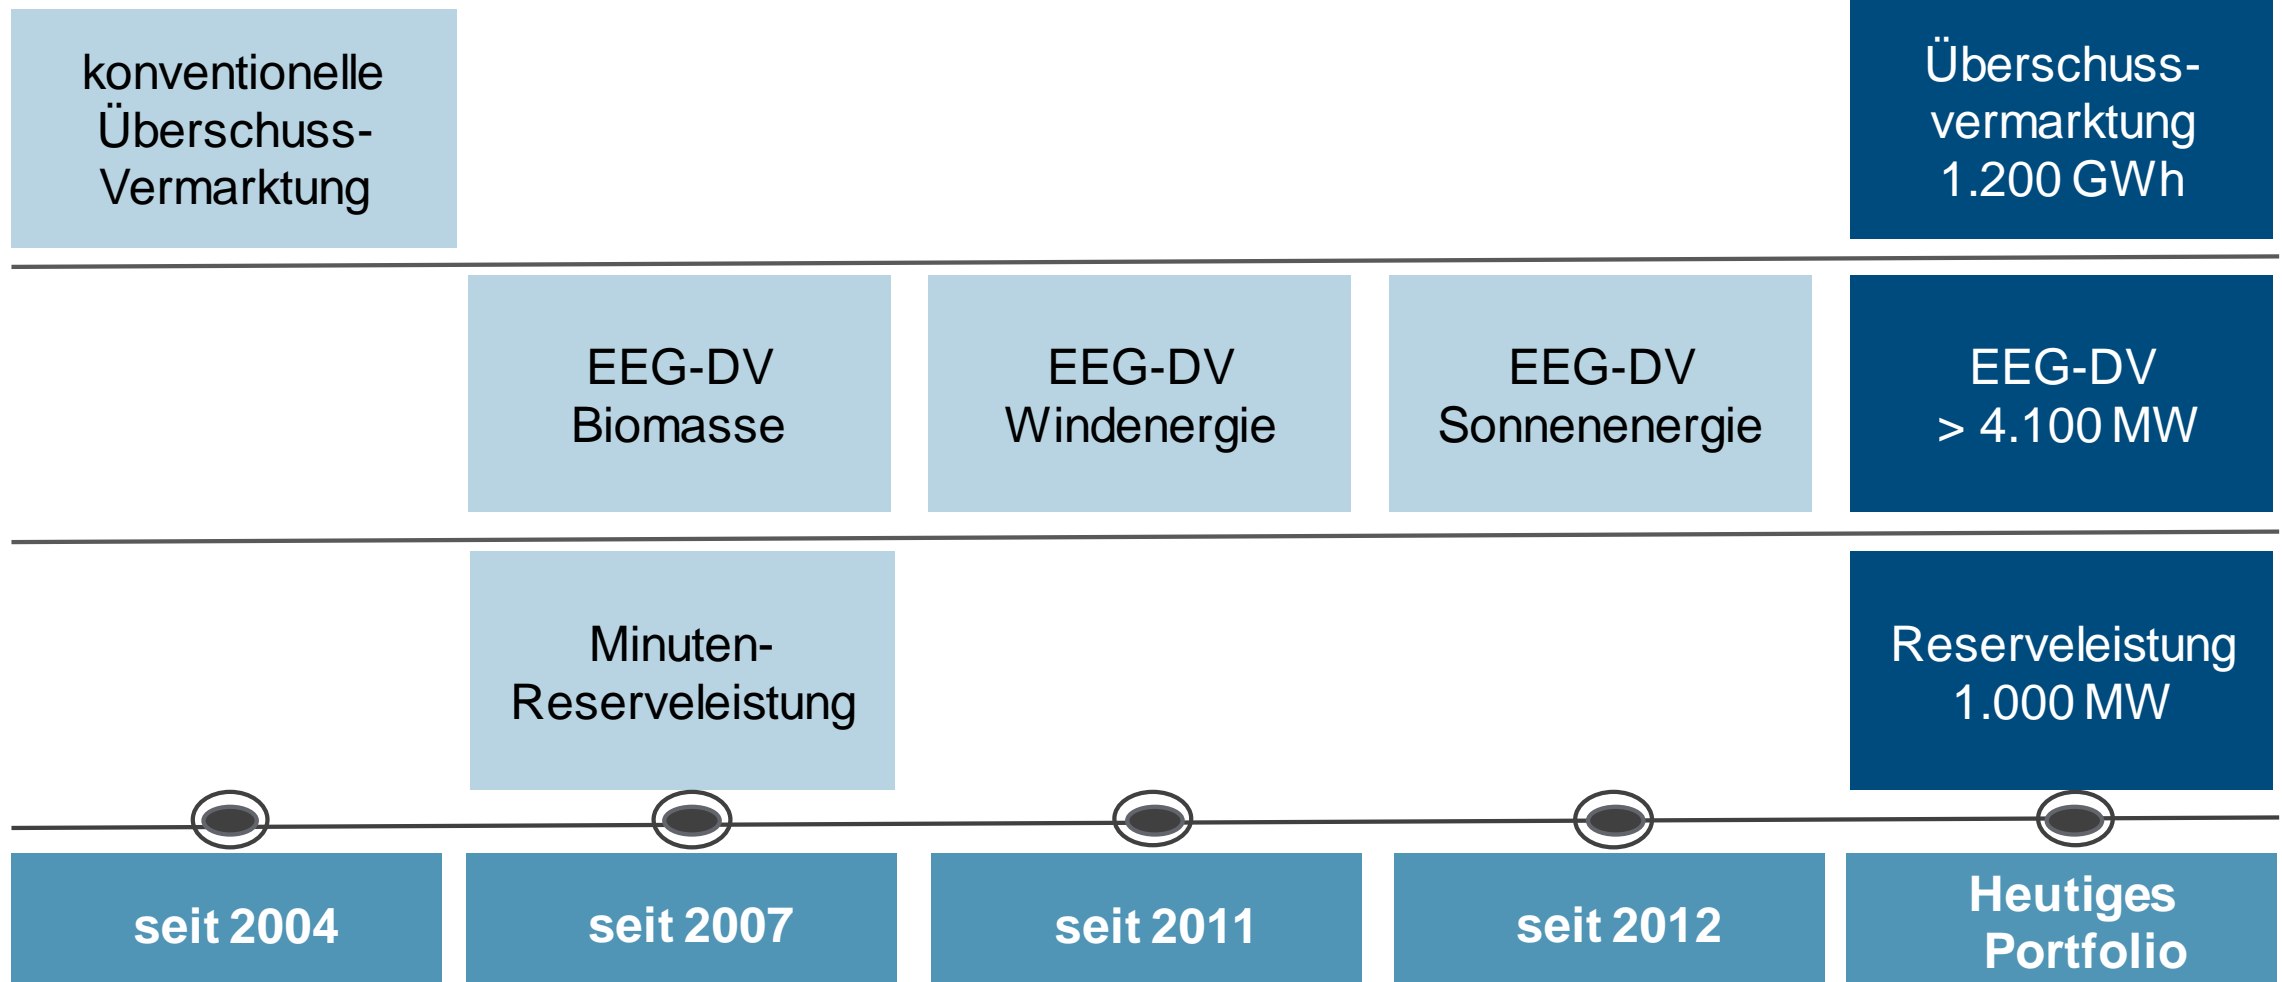 konventionelle
Überschuss-
Vermarktung
Überschuss-
vermarktung
1.200 GWh
EEG-DV
Biomasse
EEG-DV
Windenergie
EEG-DV
Sonnenenergie
EEG-DV
> 4.100 MW
Minuten-
Reserveleistung
Reserveleistung
1.000 MW
seit 2004
seit 2007
seit 2011
seit 2012
Heutiges
Portfolio